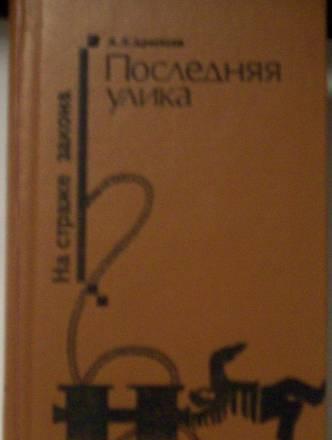 Последняя
улика
На страже закона